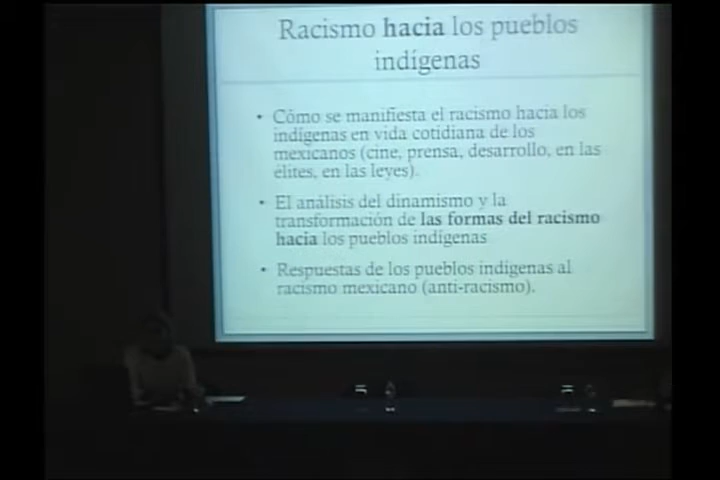 Racismo hacia los pueblos
indígenas
• Cómo se manifiesta el racismo hacia los
indígenas en vida cotidiana de los
mexicanos (cine, prensa, desarrollo, en las
élites, en las leyes).
• El análisis del dinamismo y la
transformación de las formas del racismo
hacia los pueblos indígenas
• Respuestas de los pueblos indígenas al
racismo mexicano (anti-racismo).